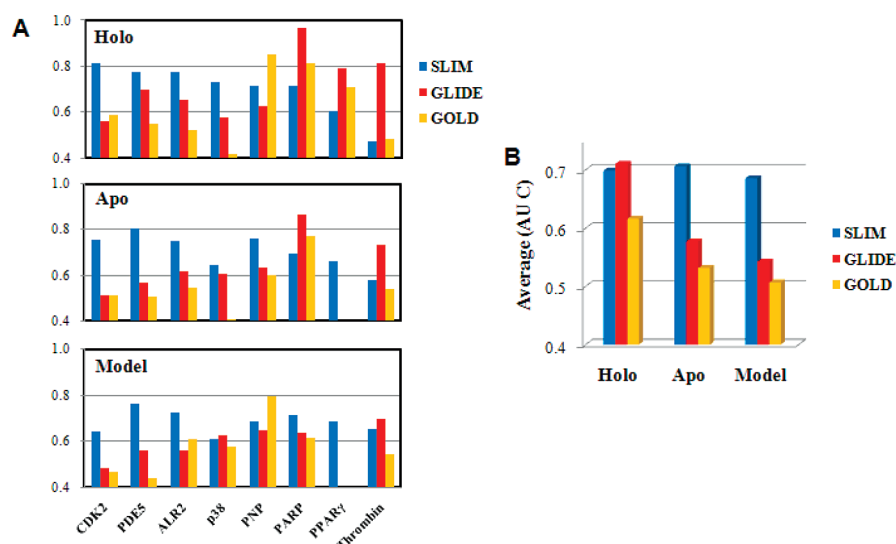 A
1.0
Holo
0.8
0.6
0.4
SLIM
GLIDE
GOLD
1.0
Apo
0.8
0.6
0.4
1.0
Model
0.8
0.6
0.4
CDK2
PDE5
ALR2
p38
PNP
PARP
PPARγ
Thrombin
B
Average (AU C)
0.7
0.6
0.5
0.4
Holo Apo Model
SLIM
GLIDE
GOLD